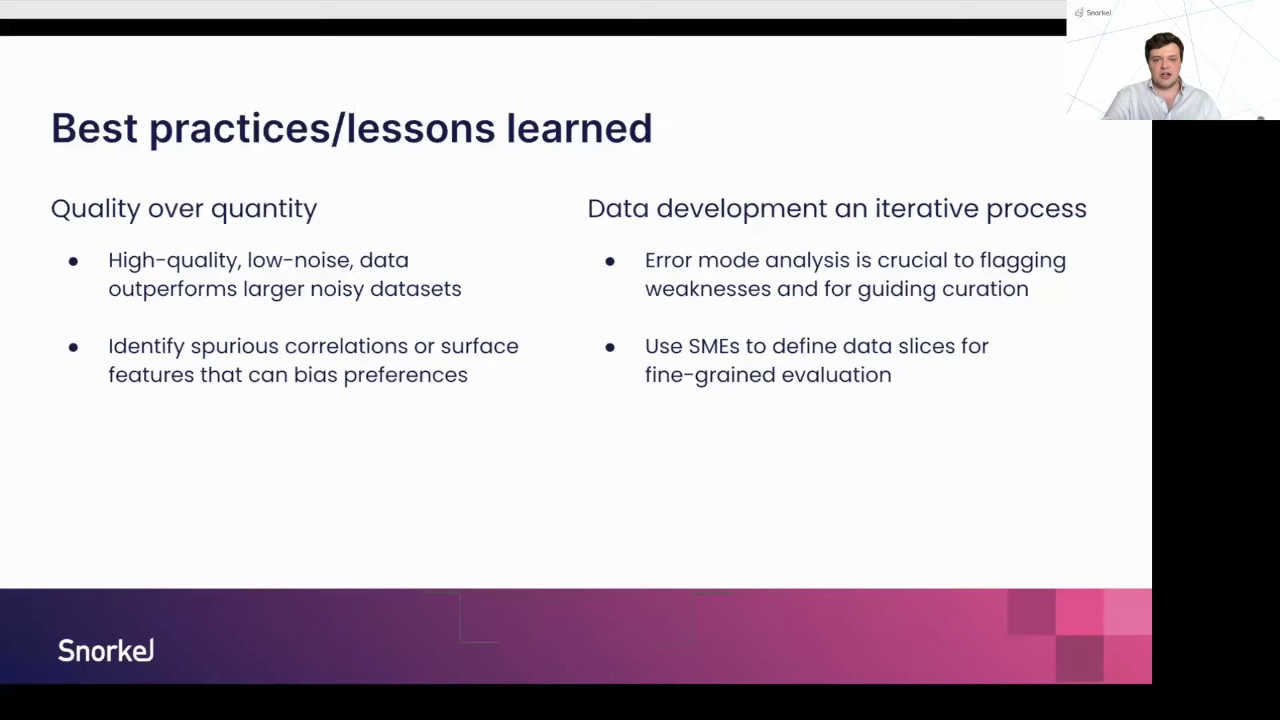 Snorkel
Best practices/lessons learned
Quality over quantity
● High-quality, low-noise, data
outperforms larger noisy datasets
● Identify spurious correlations or surface
features that can bias preferences
Data development an iterative process
● Error mode analysis is crucial to flagging
weaknesses and for guiding curation
● Use SMEs to define data slices for
fine-grained evaluation
Snorkel